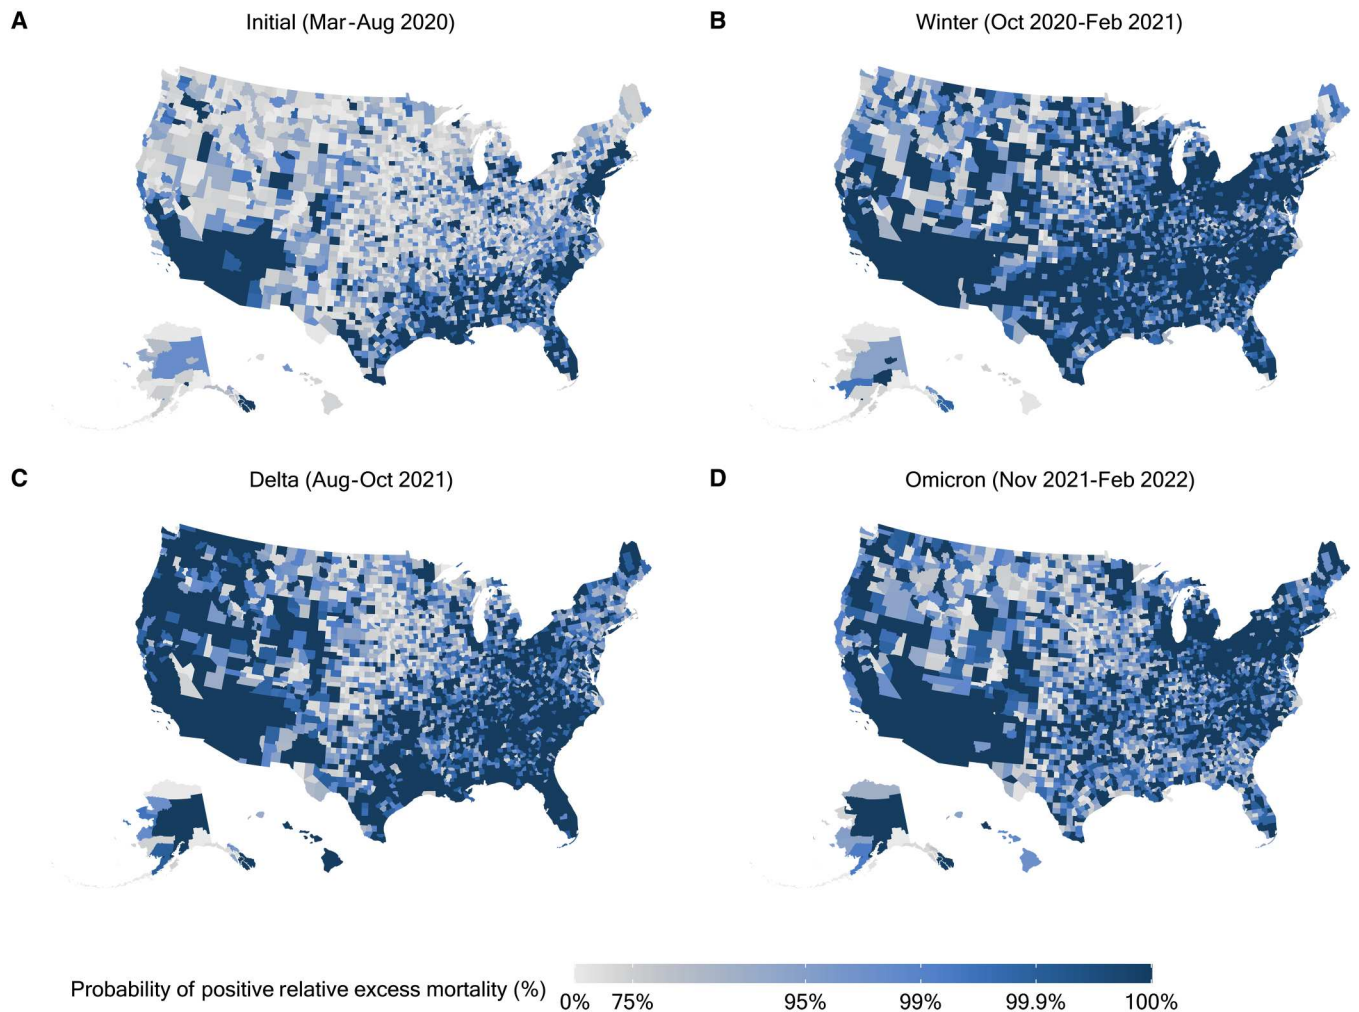 A
Initial (Mar-Aug 2020)
B
Winter (Oct 2020-Feb 2021)
C
Delta (Aug-Oct 2021)
D
Omicron (Nov 2021-Feb 2022)
Probability of positive relative excess mortality (%)
0% 75% 95% 99% 99.9% 100%